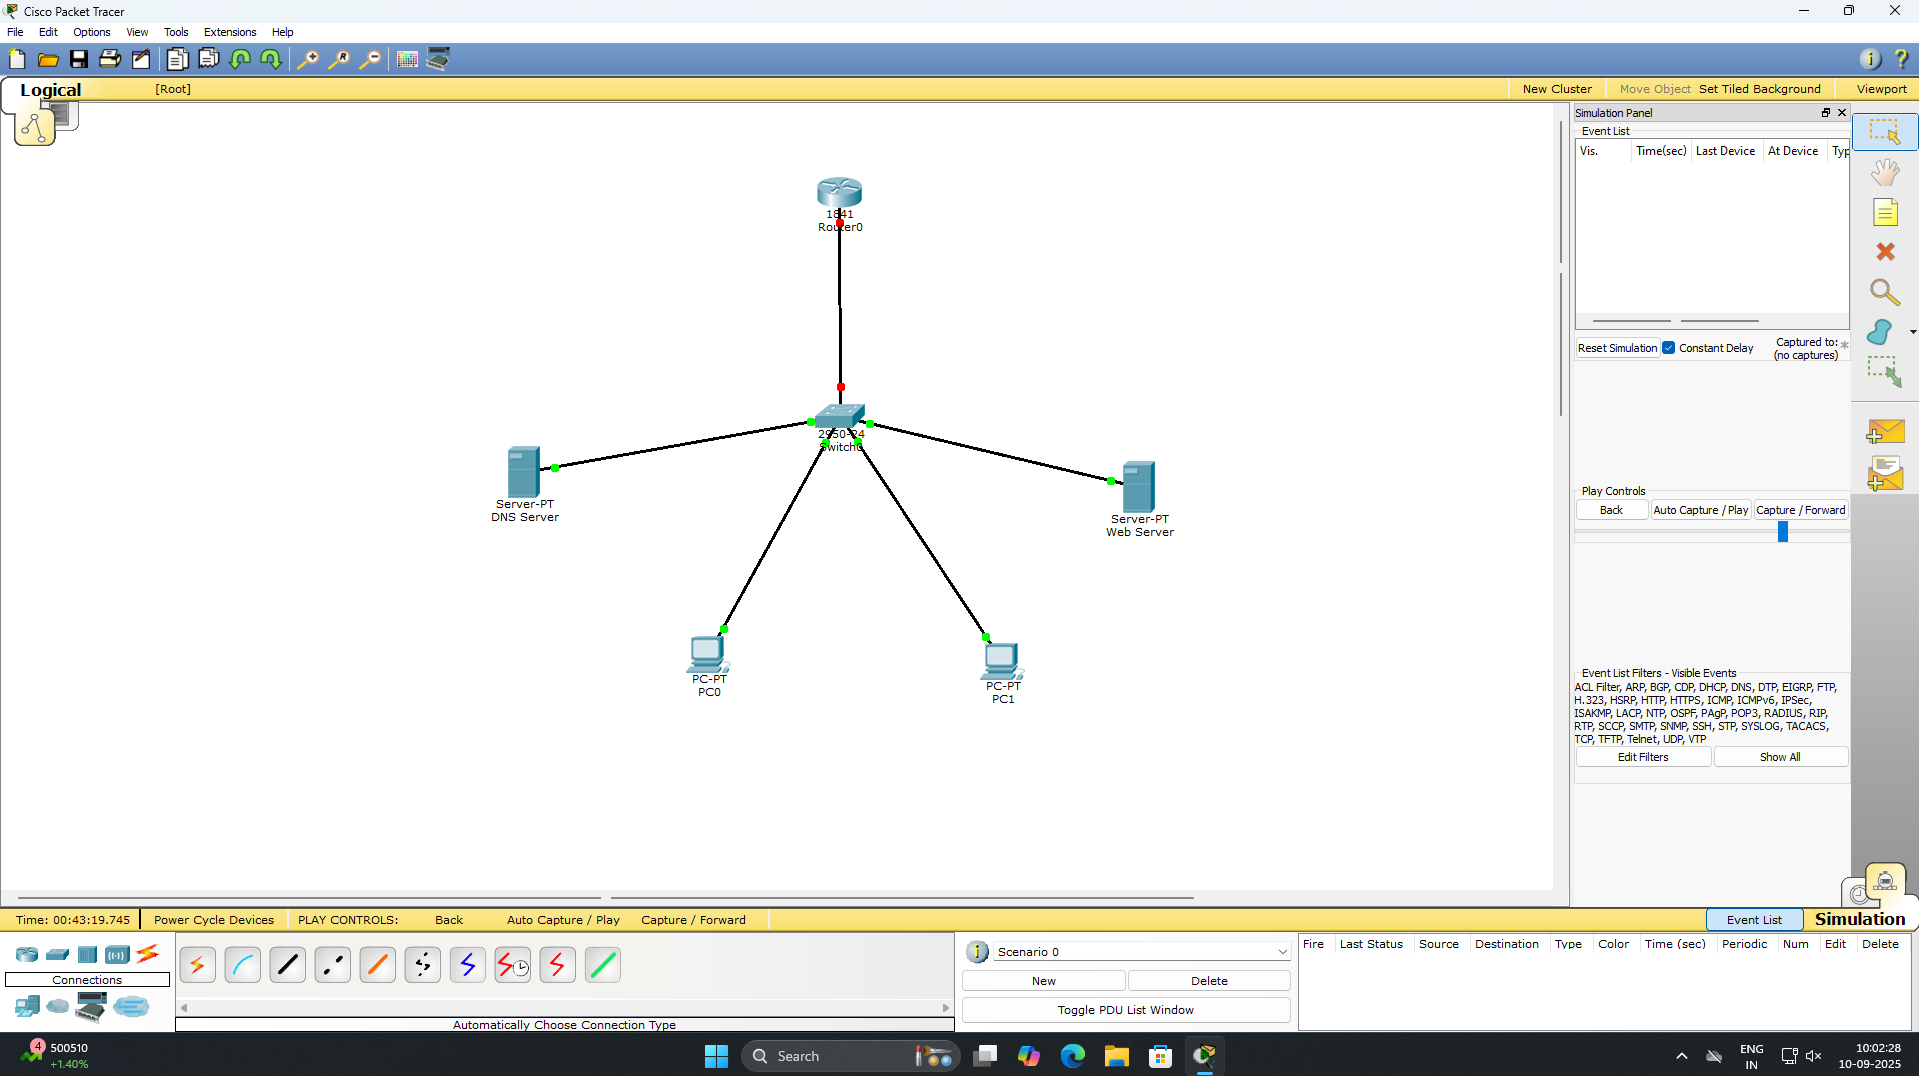 Cisco Packet Tracer
File Edit Options View Tools Extensions Help
Logical [Root] New Cluster Move Object Set Tiled Background Viewport
Simulation Panel
Event List
Vis. Time(sec) Last Device At Device Typ
1841
Router0
Reset Simulation Constant Delay Captured to: *
(no captures)
2950-24
Switch0
Server-PT
DNS Server
Server-PT
Web Server
Play Controls
Back Auto Capture / Play Capture / Forward
PC-PT
PC0
PC-PT
PC1
Event List Filters - Visible Events
ACL Filter, ARP, BGP, CDP, DHCP, DNS, DTP, EIGRP, FTP,
H.323, HSRP, HTTP, HTTPS, ICMP, ICMPv6, IPSec,
ISAKMP, LACP, NTP, OSPF, PAgP, POP3, RADIUS, RIP,
RTP, SCCP, SMTP, SNMP, SSH, STP, SYSLOG, TACACS,
TCP, TFTP, Telnet, UDP, VTP
Edit Filters Show All
Time: 00:43:19.745 Power Cycle Devices PLAY CONTROLS: Back Auto Capture / Play Capture / Forward Event List Simulation
Connections
Automatically Choose Connection Type
Scenario 0
New Delete
Toggle PDU List Window
Fire Last Status Source Destination Type Color Time (sec) Periodic Num Edit Delete
4
500510
+1.40%
Search
ENG
IN
10:02:28
10-09-2025